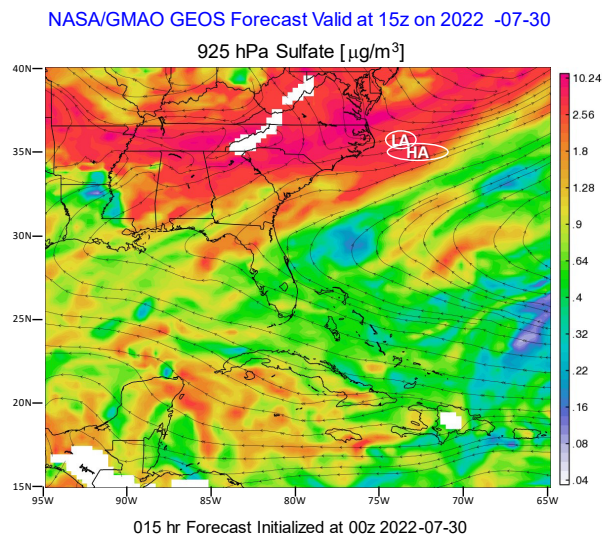 NASA/GMAO GEOS Forecast Valid at 15z on 2022 -07-30
925 hPa Sulfate [μg/m³]
40N
35N
30N
25N
20N
15N
LA
HA
10.24
2.56
1.8
1.28
.9
.64
.4
.32
.22
.16
.08
.04
95W 90W 85W 80W 75W 70W 65W
015 hr Forecast Initialized at 00z 2022-07-30